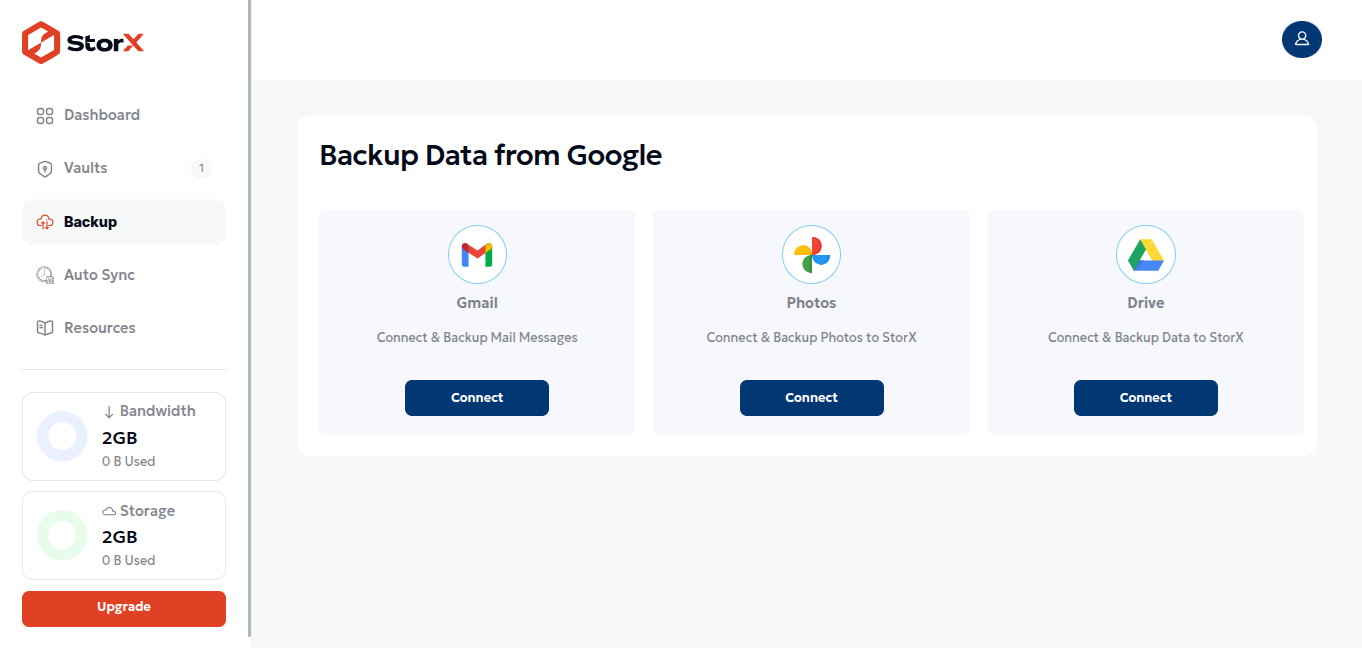 StorX
Dashboard
Vaults 1
Backup
Auto Sync
Resources
Bandwidth
2GB
0 B Used
Storage
2GB
0 B Used
Upgrade
Backup Data from Google
Gmail
Connect & Backup Mail Messages
Connect
Photos
Connect & Backup Photos to StorX
Connect
Drive
Connect & Backup Data to StorX
Connect